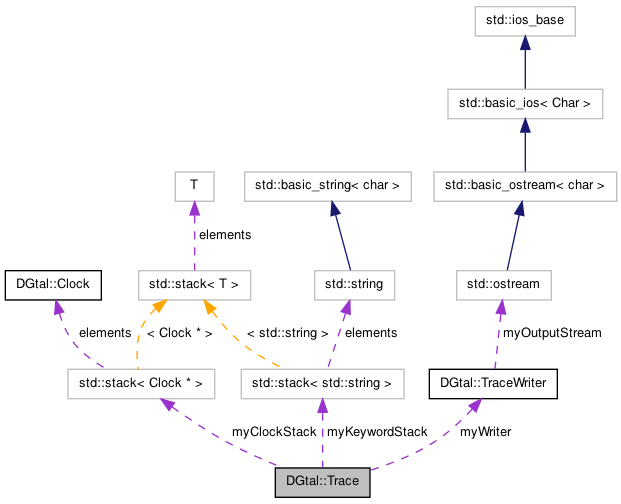 std::ios_base
std::basic_ios< Char >
T
std::basic_string< char >
std::basic_ostream< char >
elements
DGtal::Clock
std::stack< T >
std::string
std::ostream
elements
< Clock * >
< std::string >
elements
myOutputStream
std::stack< Clock * >
std::stack< std::string >
DGtal::TraceWriter
myClockStack
myKeywordStack
myWriter
DGtal::Trace